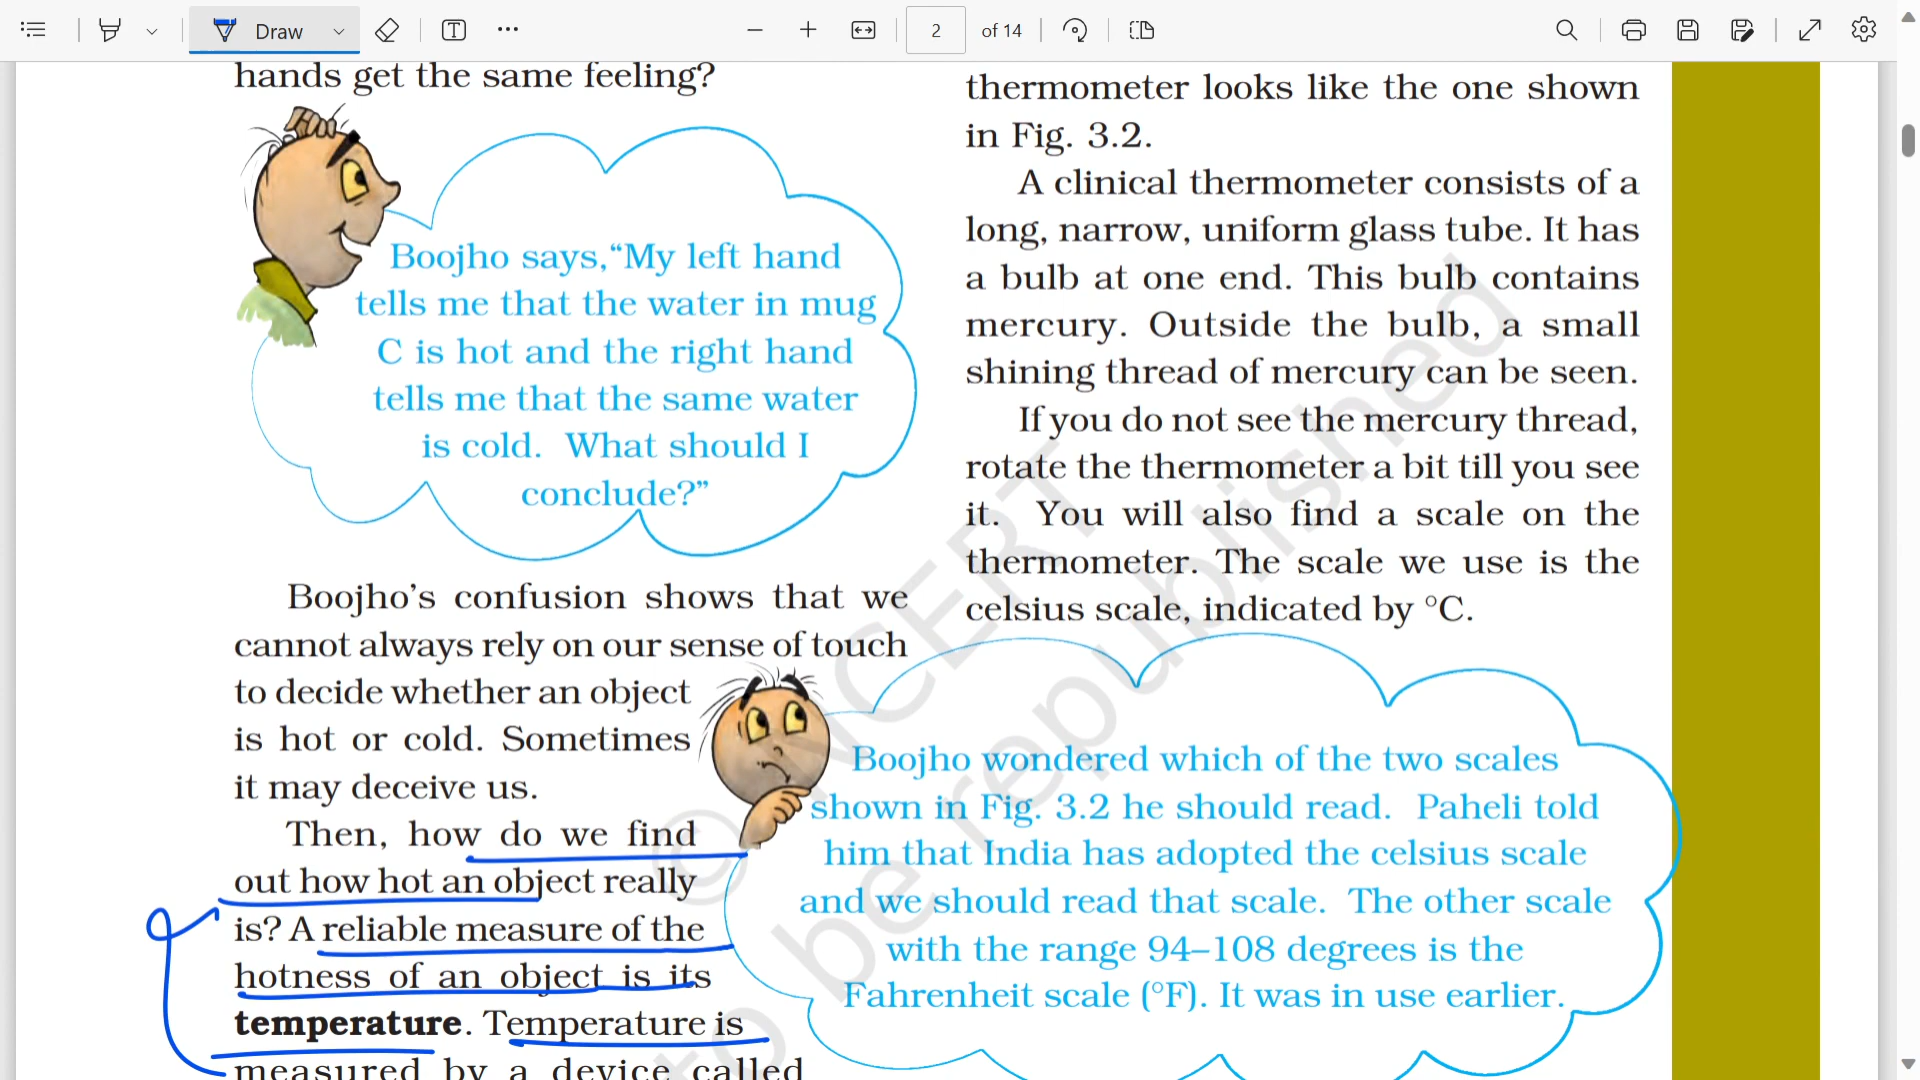 Draw
2
of 14
hands get the same feeling?
Boojho says,“My left hand
tells me that the water in mug
C is hot and the right hand
tells me that the same water
is cold. What should I
conclude?”
Boojho’s confusion shows that we
cannot always rely on our sense of touch
to decide whether an object
is hot or cold. Sometimes
it may deceive us.
Then, how do we find
out how hot an object really
is? A reliable measure of the
hotness of an object is its
temperature. Temperature is
measured by a device called
thermometer looks like the one shown
in Fig. 3.2.
A clinical thermometer consists of a
long, narrow, uniform glass tube. It has
a bulb at one end. This bulb contains
mercury. Outside the bulb, a small
shining thread of mercury can be seen.
If you do not see the mercury thread,
rotate the thermometer a bit till you see
it. You will also find a scale on the
thermometer. The scale we use is the
celsius scale, indicated by °C.
Boojho wondered which of the two scales
shown in Fig. 3.2 he should read. Paheli told
him that India has adopted the celsius scale
and we should read that scale. The other scale
with the range 94–108 degrees is the
Fahrenheit scale (°F). It was in use earlier.
© NCERT
to be republished